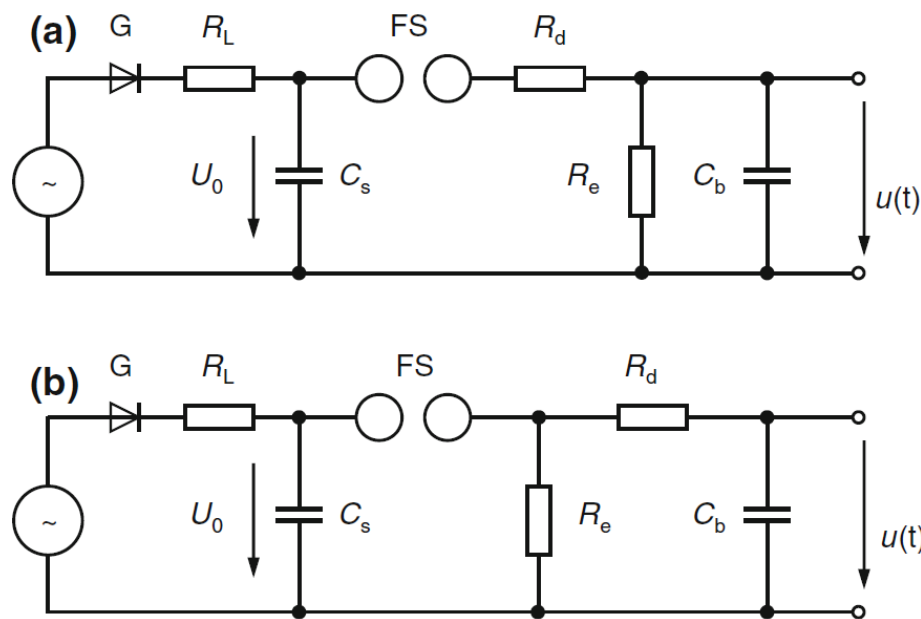 (a) G R_L FS R_d
~ U_0 C_s R_e C_b u(t)
(b) G R_L FS R_d
~ U_0 C_s R_e C_b u(t)